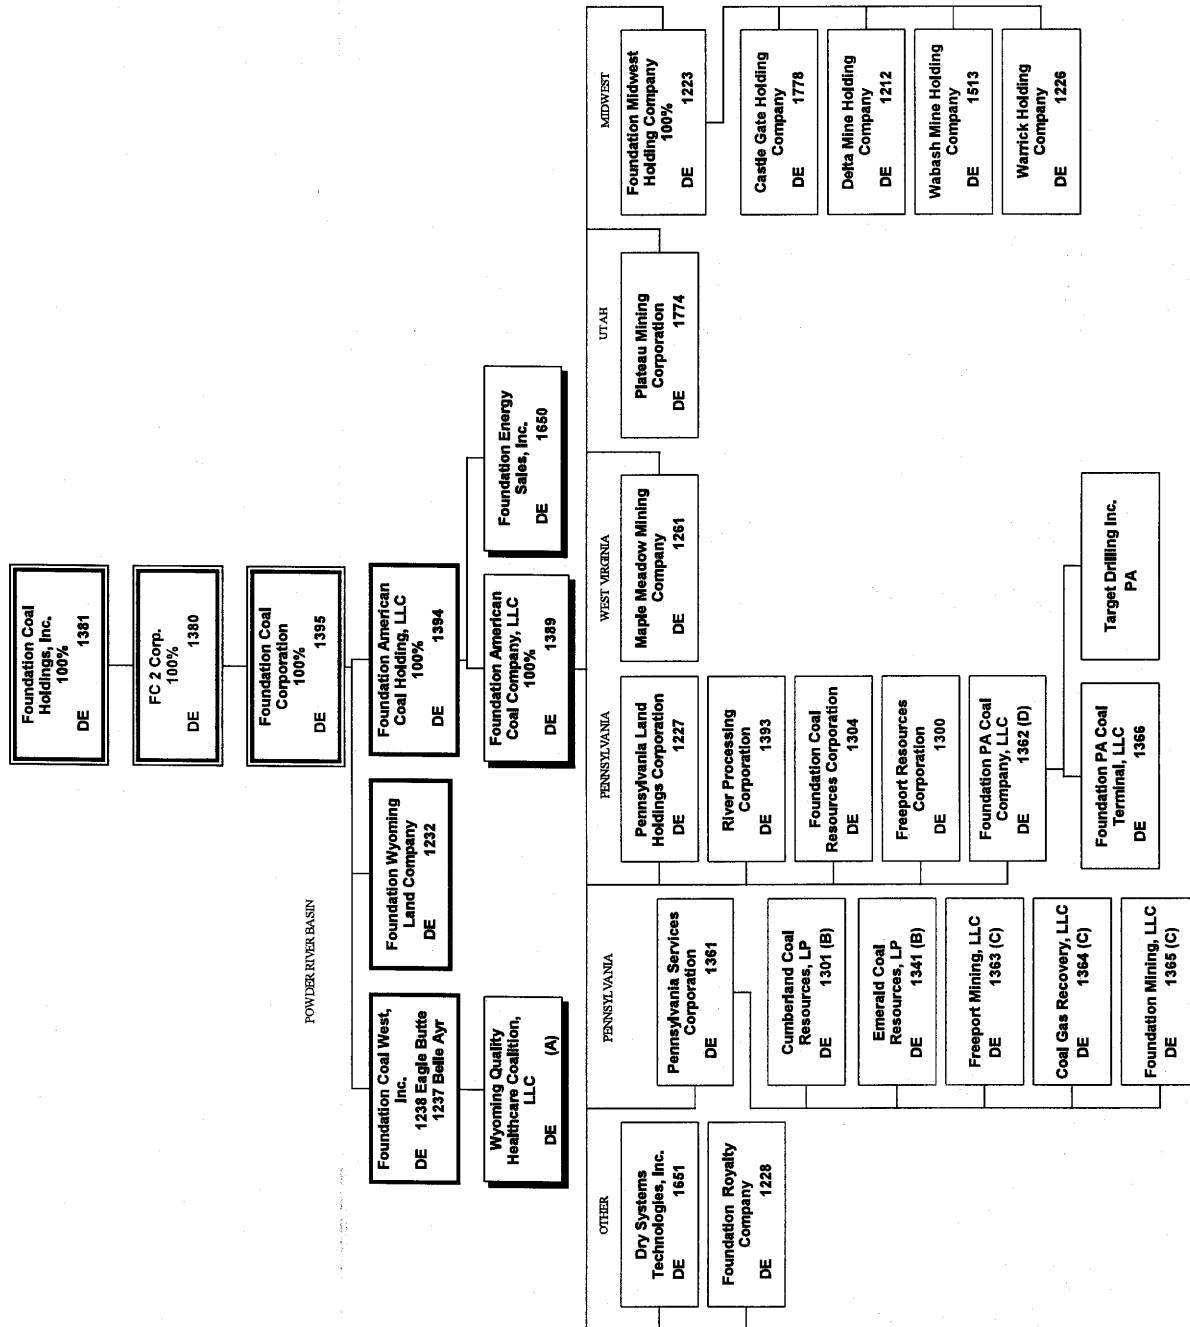 Foundation Coal
Holdings, Inc.
100%
DE 1381
FC 2 Corp.
100%
DE 1380
Foundation Coal
Corporation
100%
DE 1395
POWDER RIVER BASIN
Foundation Coal West,
Inc.
DE 1238 Eagle Butte
1237 Belle Ayr
Foundation Wyoming
Land Company
DE 1232
Foundation American
Coal Holding, LLC
100%
DE 1394
Wyoming Quality
Healthcare Coalition,
LLC
DE (A)
Foundation American
Coal Company, LLC
100%
DE 1389
Foundation Energy
Sales, Inc.
DE 1650
OTHER
Dry Systems
Technologies, Inc.
DE 1651
Foundation Royalty
Company
DE 1228
PENNSYLVANIA
Pennsylvania Services
Corporation
DE 1361
Cumberland Coal
Resources, LP
DE 1301 (B)
Emerald Coal
Resources, LP
DE 1341 (B)
Freeport Mining, LLC
DE 1363 (C)
Coal Gas Recovery, LLC
DE 1364 (C)
Foundation Mining, LLC
DE 1365 (C)
PENNSYLVANIA
Pennsylvania Land
Holdings Corporation
DE 1227
River Processing
Corporation
DE 1393
Foundation Coal
Resources Corporation
DE 1304
Freeport Resources
Corporation
DE 1300
Foundation PA Coal
Company, LLC
DE 1362 (D)
Foundation PA Coal
Terminal, LLC
DE 1366
Target Drilling Inc.
PA
WEST VIRGINIA
Maple Meadow Mining
Company
DE 1261
UTAH
Plateau Mining
Corporation
DE 1774
MIDWEST
Foundation Midwest
Holding Company
100%
DE 1223
Castle Gate Holding
Company
DE 1778
Delta Mine Holding
Company
DE 1212
Wabash Mine Holding
Company
DE 1513
Warrick Holding
Company
DE 1226